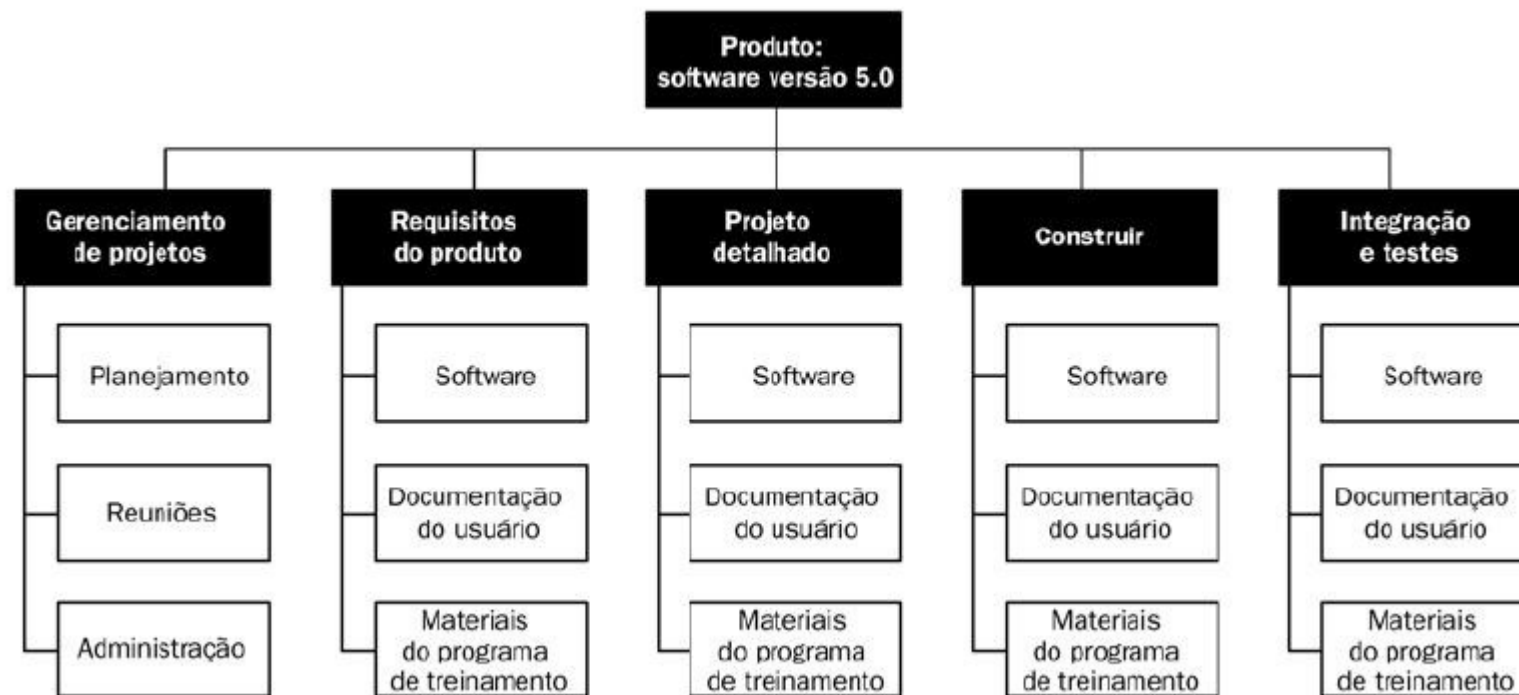 Produto:
software versão 5.0
Gerenciamento
de projetos
Requisitos
do produto
Projeto
detalhado
Construir
Integração
e testes
Planejamento
Software
Software
Software
Software
Reuniões
Documentação
do usuário
Documentação
do usuário
Documentação
do usuário
Documentação
do usuário
Administração
Materiais
do programa
de treinamento
Materiais
do programa
de treinamento
Materiais
do programa
de treinamento
Materiais
do programa
de treinamento